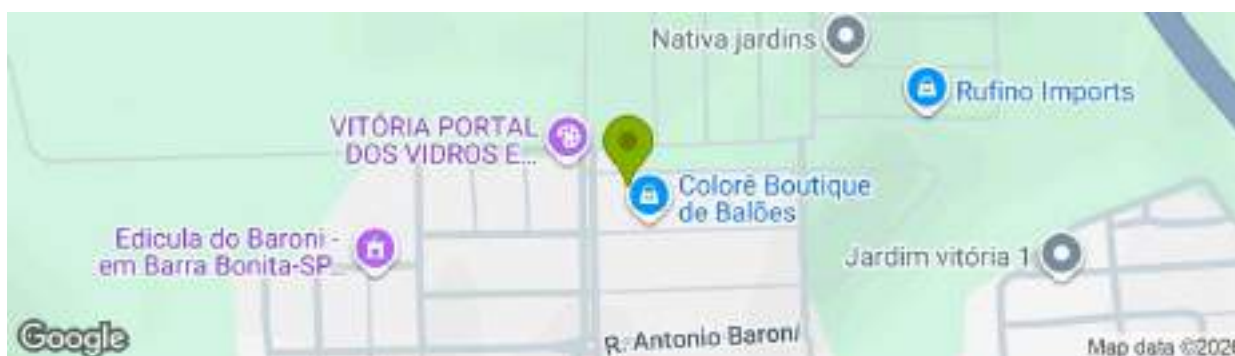 Nativa jardins
Rufino Imports
VITÓRIA PORTAL
DOS VIDROS E...
Colorê Boutique
de Balões
Edicula do Baroni -
em Barra Bonita-SP
Jardim vitória 1
R. Antonio Baroni
Google
Map data ©2026